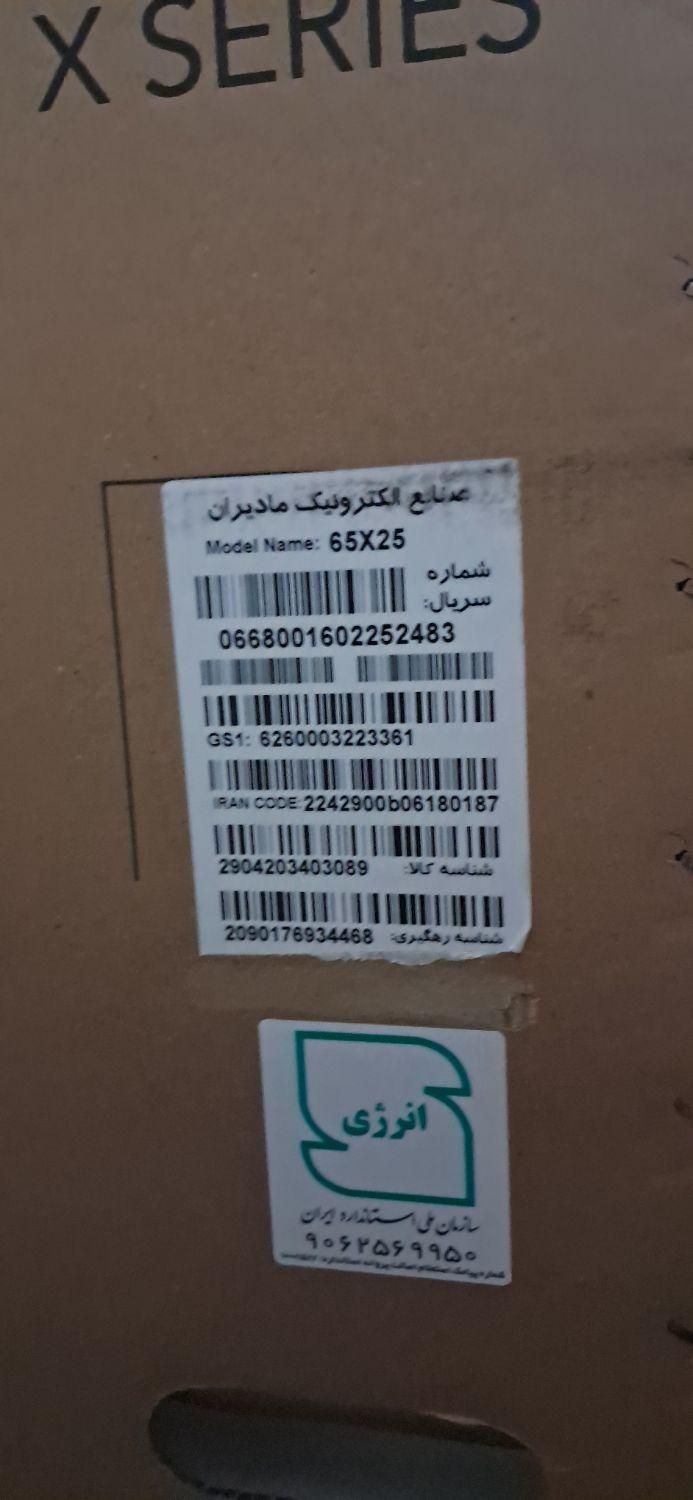 X SERIES
صنایع الکترونیک مادیران
Model Name: 65X25
شماره
سریال:
0668001602252483
GS1: 6260003223361
IRAN CODE: 2242900b06180187
شناسه کالا: 2904203403089
شناسه رهگیری: 2090176934468
انرژی
سازمان ملی استاندارد ایران
۹۰۶۲۵۶۹۹۵۰